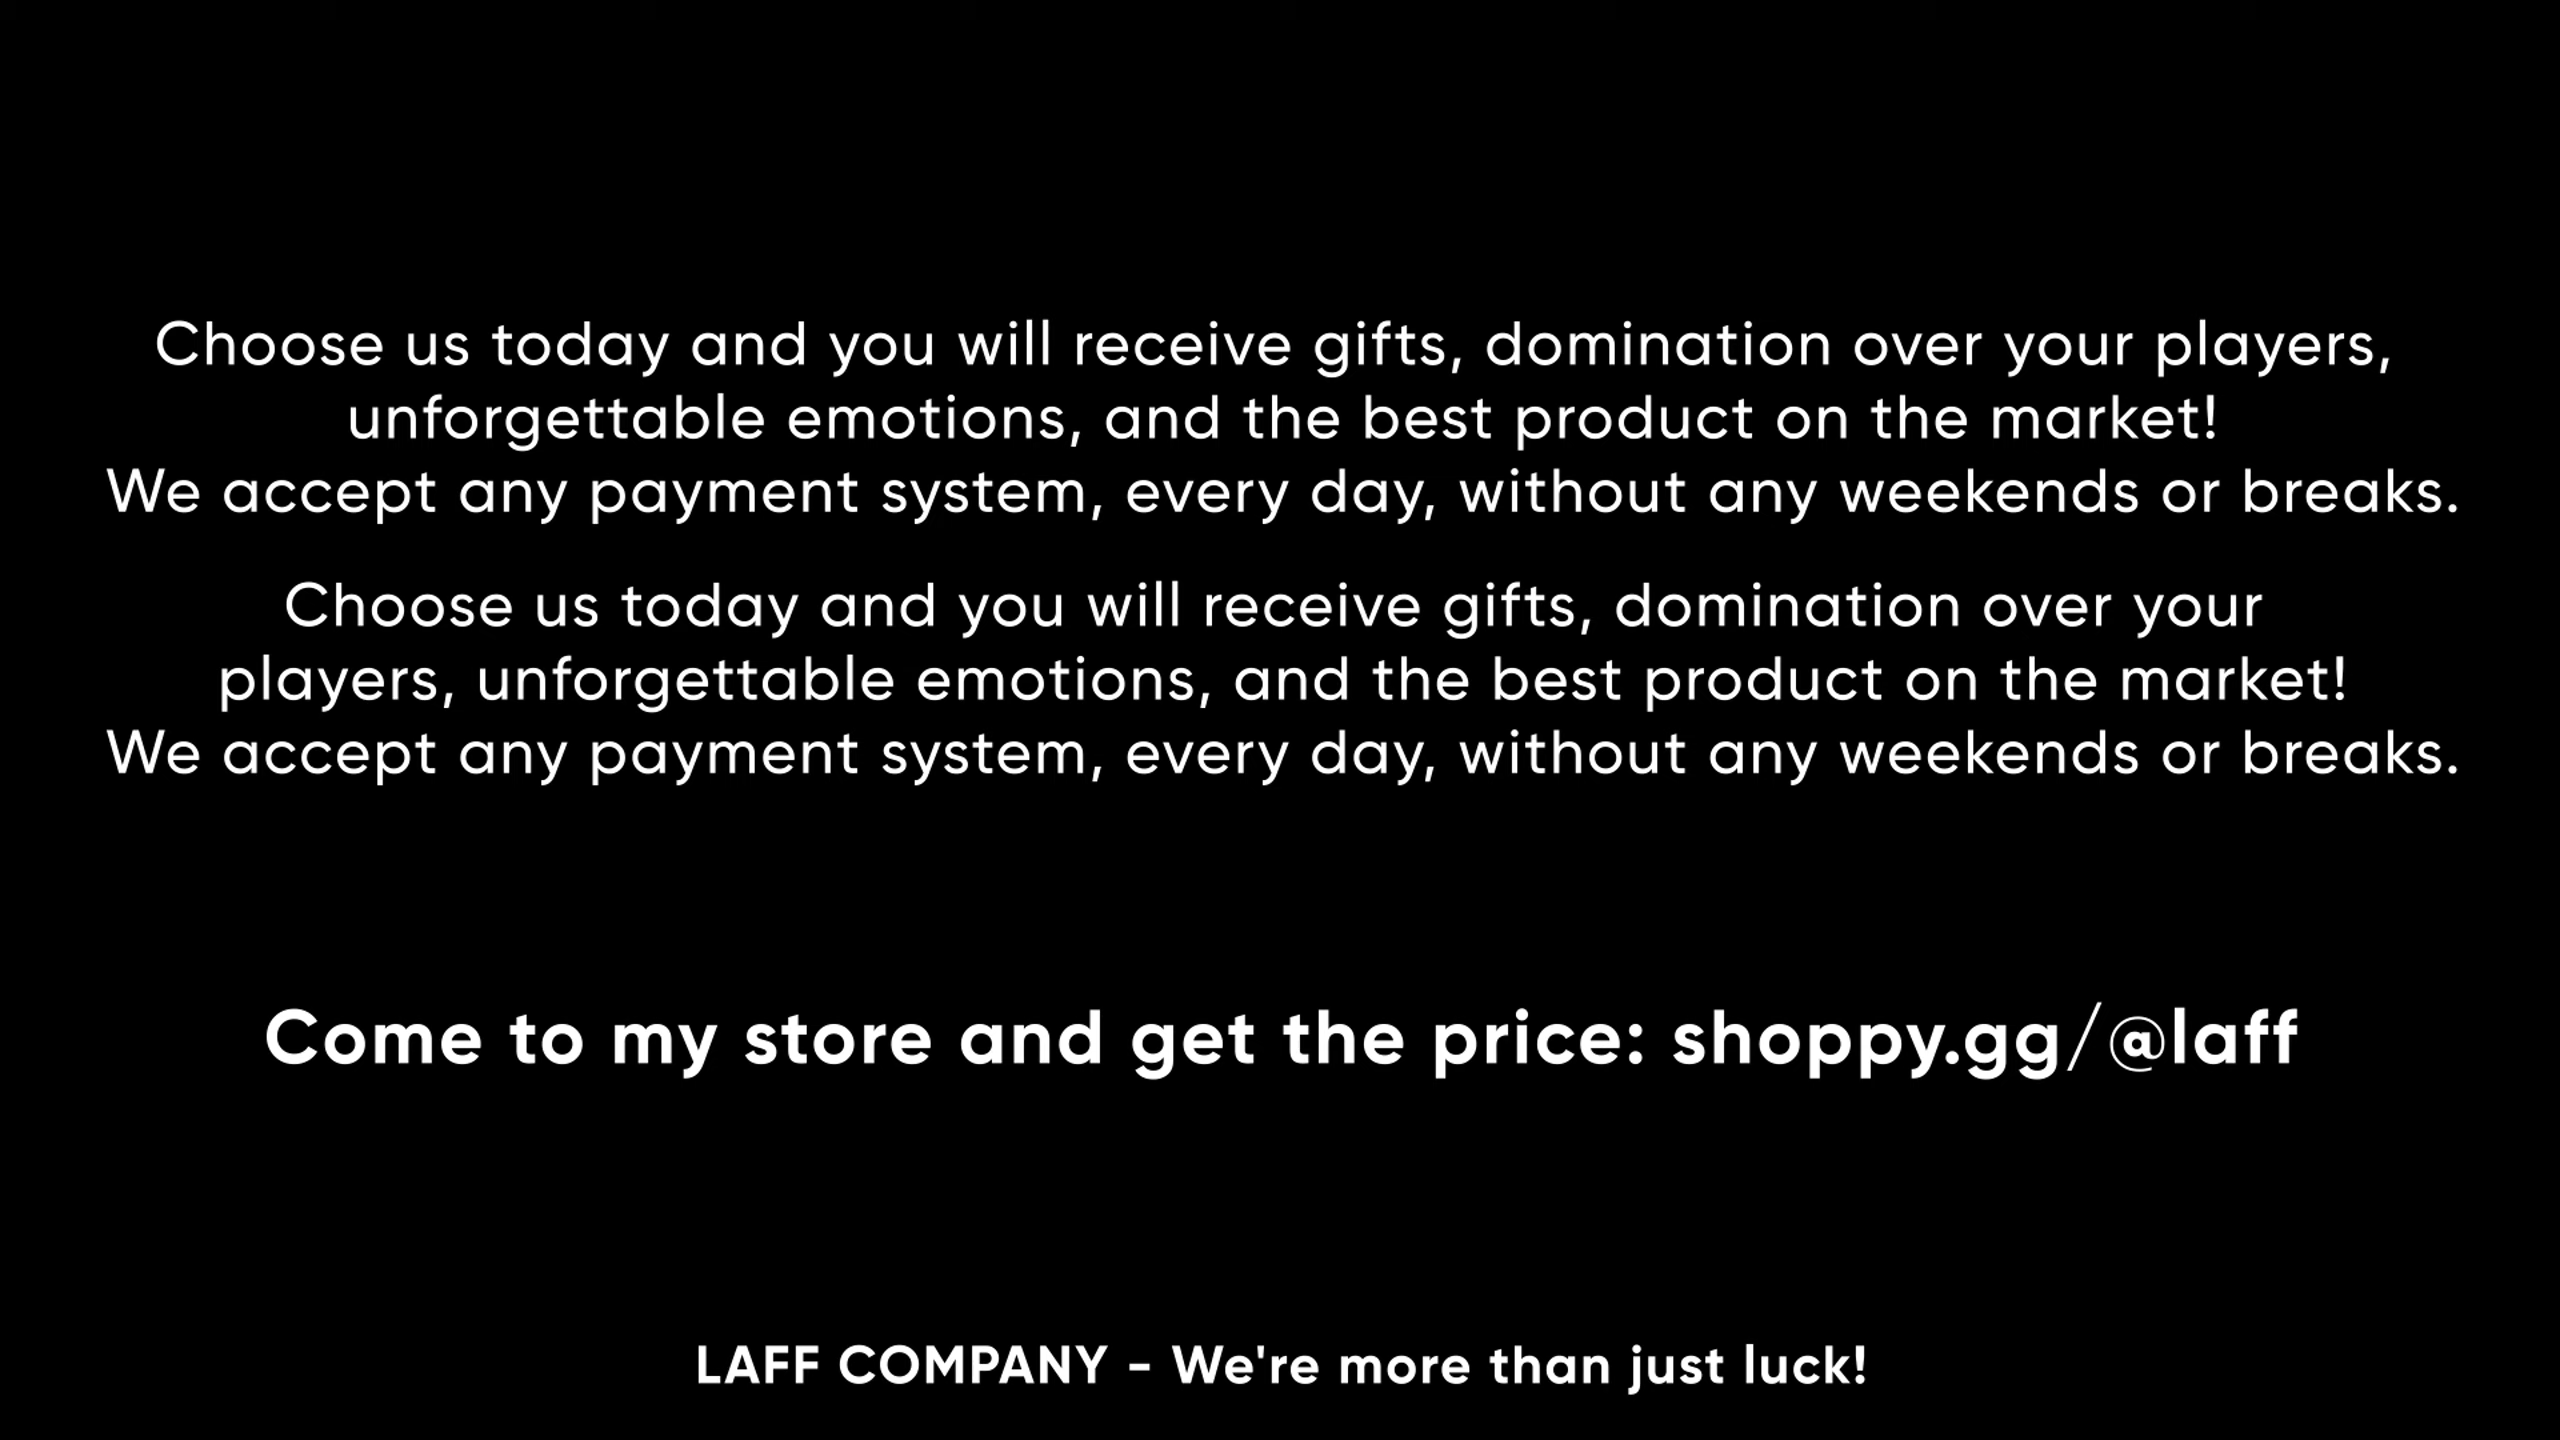 Choose us today and you will receive gifts, domination over your players,
unforgettable emotions, and the best product on the market!
We accept any payment system, every day, without any weekends or breaks.
Choose us today and you will receive gifts, domination over your
players, unforgettable emotions, and the best product on the market!
We accept any payment system, every day, without any weekends or breaks.
Come to my store and get the price: shoppy.gg/@laff
LAFF COMPANY - We're more than just luck!